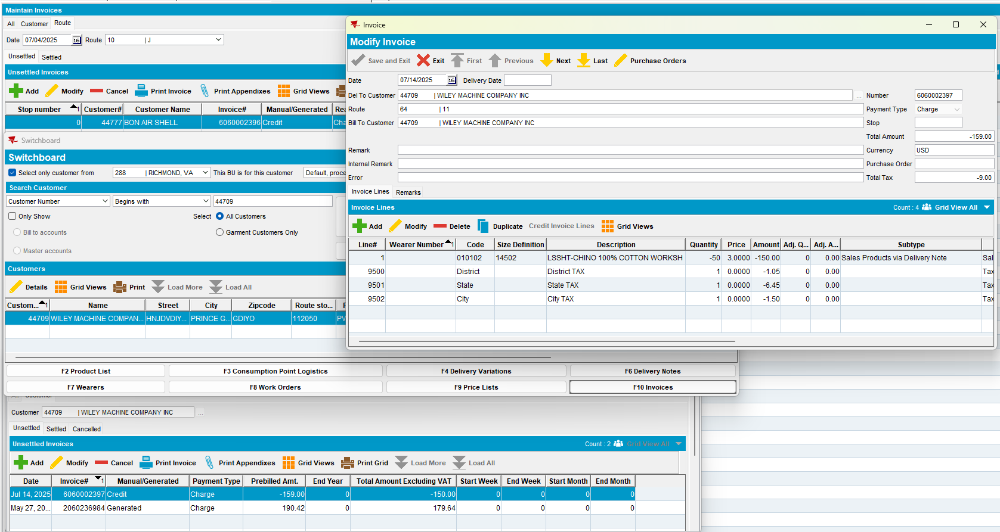 Maintain Invoices
All Customer Route
Date 07/04/2025 16 Route 10 | J
Unsettled Settled
Unsettled Invoices
Add Modify Cancel Print Invoice Print Appendixes Grid Views
Stop number 1 Customer# Customer Name Invoice# Manual/Generated Rea
0 44777 BON AIR SHELL 6060002396 Credit Cha
Switchboard
Switchboard
Select only customer from 288 | RICHMOND, VA This BU is for this customer Default, proce
Search Customer
Customer Number Begins with 44709
Only Show Select All Customers
Bill to accounts Garment Customers Only
Master accounts
Customers
Details Grid Views Print Load More Load All
Custom... 1 Name Street City Zipcode Route sto...
44709 WILEY MACHINE COMPAN... HNJDVDIY... PRINCE G... GDIYO 112050 PV
F2 Product List F3 Consumption Point Logistics F4 Delivery Variations F6 Delivery Notes
F7 Wearers F8 Work Orders F9 Price Lists F10 Invoices
Invoice
Modify Invoice
Save and Exit Exit First Previous Next Last Purchase Orders
Date 07/14/2025 16 Delivery Date
Del To Customer 44709 | WILEY MACHINE COMPANY INC ... Number 6060002397
Route 64 | 11 Payment Type Charge
Bill To Customer 44709 | WILEY MACHINE COMPANY INC Stop
Total Amount -159.00
Remark Currency USD
Internal Remark Purchase Order
Error Total Tax -9.00
Invoice Lines Remarks
Invoice Lines Count : 4 Grid View All
Add Modify Delete Duplicate Credit Invoice Lines Grid Views
Line# Wearer Number 1 Code Size Definition Description Quantity Price Amount Adj. Q... Adj. A... Subtype
1 010102 14502 LSSHT-CHINO 100% COTTON WORKSH -50 3.0000 -150.00 0 0.00 Sales Products via Delivery Note Sal
9500 District District TAX 1 0.0000 -1.05 0 0.00 Tax
9501 State State TAX 1 0.0000 -6.45 0 0.00 Tax
9502 City City TAX 1 0.0000 -1.50 0 0.00 Tax
Customer 44709 | WILEY MACHINE COMPANY INC ...
Unsettled Settled Cancelled
Unsettled Invoices Count : 2 Grid View All
Add Modify Cancel Print Invoice Print Appendixes Grid Views Print Grid Load More Load All
Date Invoice# 1 Manual/Generated Payment Type Prebilled Amt. End Year Total Amount Excluding VAT Start Week End Week Start Month End Month
Jul 14, 2025 6060002397 Credit Charge -159.00 0 -150.00 0 0 0 0
May 27, 20... 2060236984 Generated Charge 190.42 0 179.64 0 0 0 0